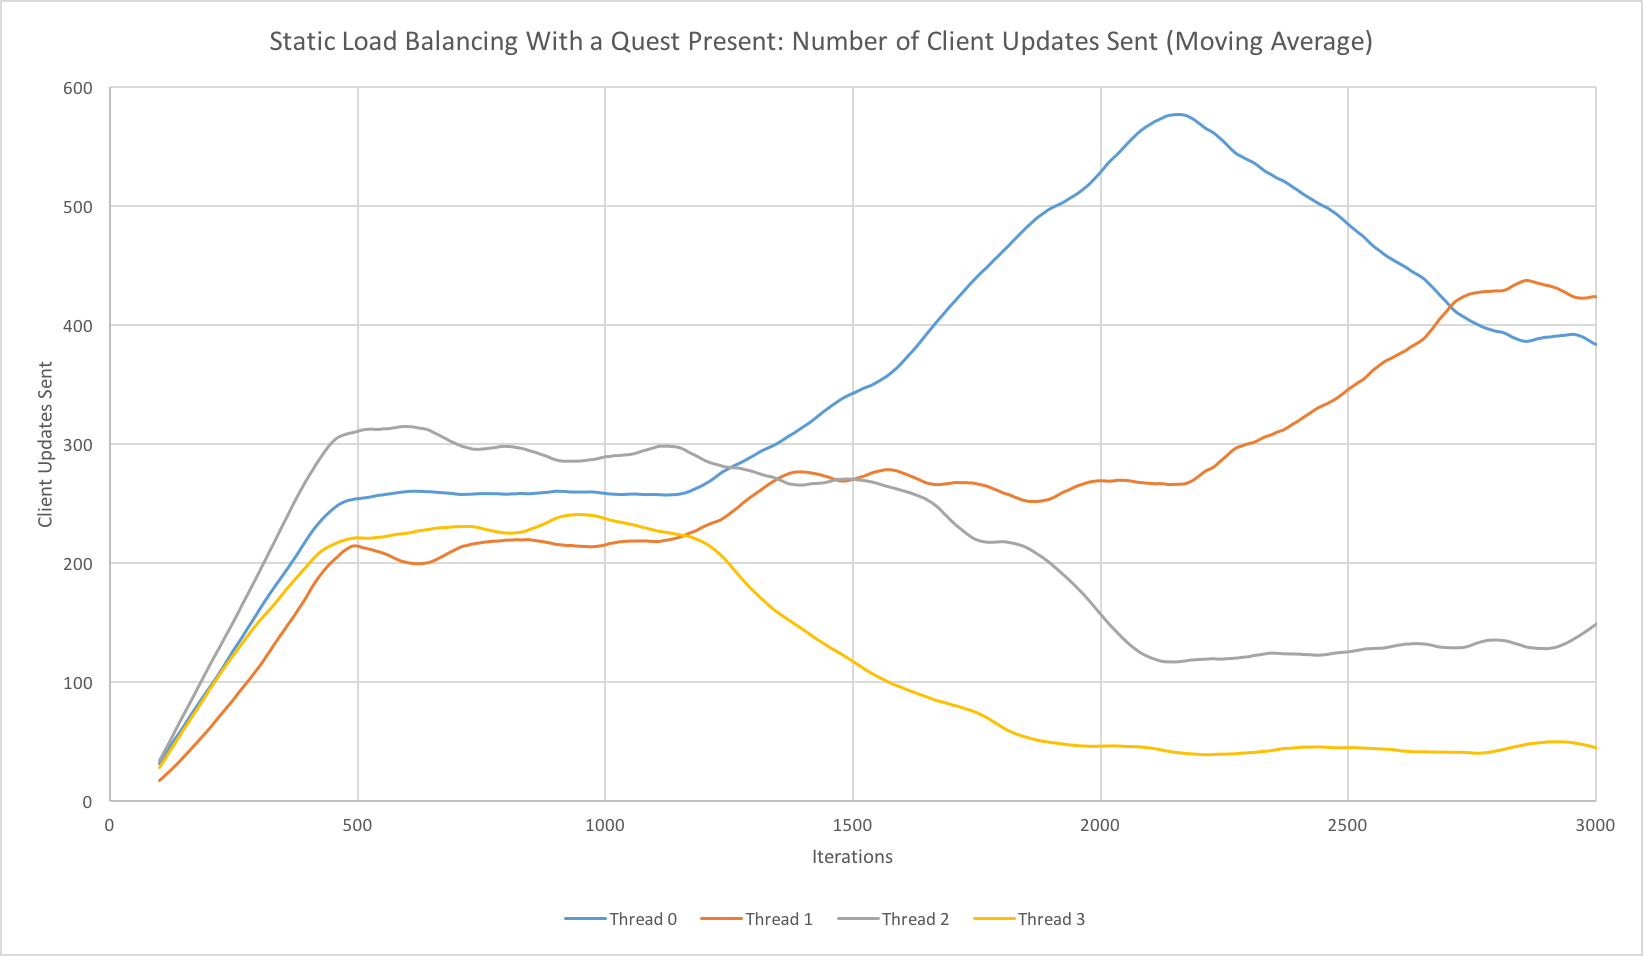 Static Load Balancing With a Quest Present: Number of Client Updates Sent (Moving Average)
600
500
400
300
200
100
0
Client Updates Sent
0 500 1000 1500 2000 2500 3000
Iterations
Thread 0 Thread 1 Thread 2 Thread 3